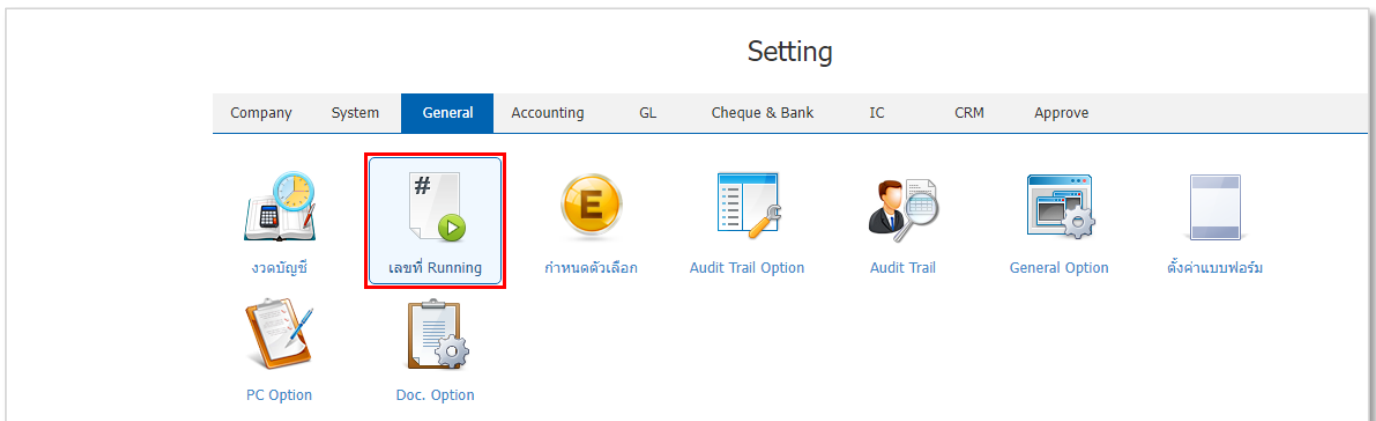 Setting
Company System General Accounting GL Cheque & Bank IC CRM Approve
#
E
งวดบัญชี เลขที่ Running กำหนดตัวเลือก Audit Trail Option Audit Trail General Option ตั้งค่าแบบฟอร์ม
PC Option Doc. Option